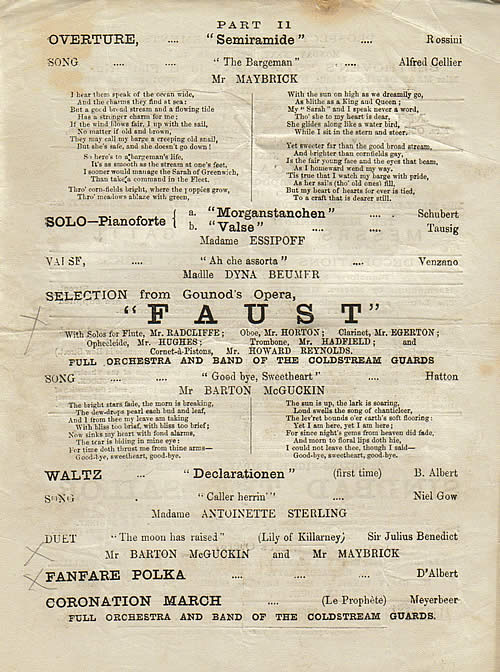 PART II
OVERTURE, .... "Semiramide" .... Rossini
SONG .... .... "The Bargeman" .... Alfred Cellier
Mr MAYBRICK
I hear them speak of the ocean wide,
And the charms they find at sea:
But a good broad stream and a flowing tide
Has a stronger charm for me;
If the wind blows fair, I up with the sail,
No matter if old and brown,
They may call my barge a creeping old snail,
But she's safe, and she doesn't go down!
So here's to a bargeman's life,
It's as smooth as the stream at one's feet,
I sooner would manage the Sarah of Greenwich,
Than take a command in the Fleet.
Thro' corn-fields bright, where the poppies grow,
Thro' meadows ablaze with green,
With the sun on high as we dreamily go,
As blithe as a King and Queen;
My "Sarah" and I speak never a word,
Tho' she to my heart is dear,
She glides along like a water bird,
While I sit in the stern and steer.
Yet sweeter far than the good broad stream,
And brighter than cornfields gay,
Is the fair young face and the eyes that beam,
As I homeward wend my way.
'Tis true that I watch my barge with pride,
As her sails (tho' old ones) fill,
But my heart of hearts for ever is tied,
To a craft that is dearer still.
SOLO—Pianoforte { a. "Morganstanchen" .... . Schubert
b. "Valse" .... .... Tausig
Madame ESSIPOFF
VALSE, .... "Ah che assorta" .... Venzano
Madlle DYNA BEUMER
SELECTION from Gounod's Opera,
"FAUST"
With Solos for Flute, Mr. RADCLIFFE; Oboe, Mr. HORTON; Clarinet, Mr. EGERTON;
Opheclelde, Mr. HUGHES; Trombone, Mr. HADFIELD; and
Cornet-à-Pistons, Mr. HOWARD REYNOLDS.
FULL ORCHESTRA AND BAND OF THE COLDSTREAM GUARDS
SONG .... .... "Good bye, Sweetheart" .... Hatton
Mr BARTON McGUCKIN
The bright stars fade, the morn is breaking,
The dew-drops pearl each bud and leaf,
And I from thee my leave am taking
With bliss too brief, with bliss too brief;
Now sinks my heart with fond alarms,
The tear is hiding in mine eye:
For time doth thrust me from thine arms—
Good-bye, sweetheart, good-bye.
The sun is up, the lark is soaring,
Loud swells the song of chanticleer,
The lev'ret bounds o'er earth's soft flooring:
Yet I am here, yet I am here;
For since night's gems from heaven did fade,
And morn to floral lips doth hie,
I could not leave thee, though I said—
Good-bye, sweetheart, good-bye.
WALTZ ... "Declarationen" (first time) B. Albert
SONG . "Caller herrin'" .... Niel Gow
Madame ANTOINETTE STERLING
DUET "The moon has raised" (Lily of Killarney) Sir Julius Benedict
Mr BARTON McGUCKIN and Mr MAYBRICK
FANFARE POLKA .... .... .... D'Albert
CORONATION MARCH .... (Le Prophète) Meyerbeer
FULL ORCHESTRA AND BAND OF THE COLDSTREAM GUARDS.